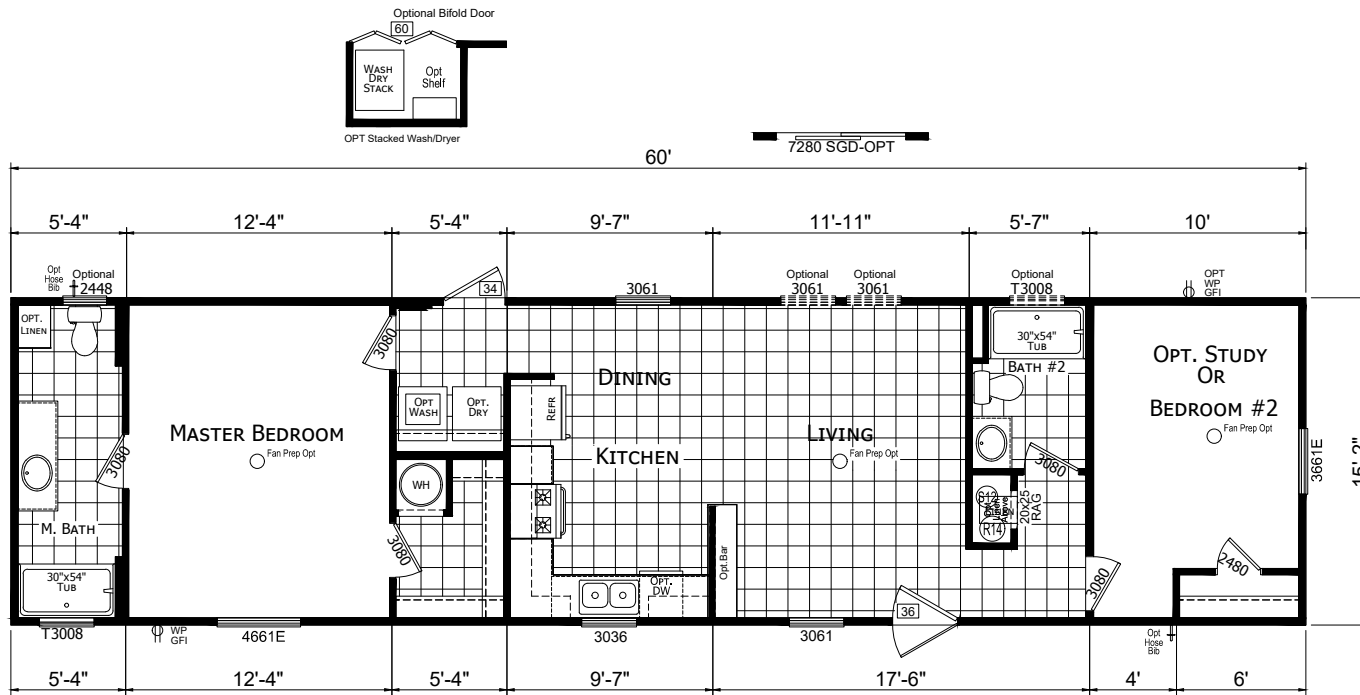 Optional Bifold Door
60
WASH
DRY
STACK
Opt
Shelf
OPT Stacked Wash/Dryer
7280 SGD-OPT
60'
5'-4"
12'-4"
5'-4"
9'-7"
11'-11"
5'-7"
10'
Opt
Hose
Bib
Optional
2448
34
3061
Optional
3061
Optional
3061
Optional
T3008
OPT
WP
GFI
OPT.
LINEN
3080
30"x54"
TUB
BATH #2
OPT. STUDY
OR
BEDROOM #2
Fan Prep Opt
DINING
OPT
WASH
OPT.
DRY
REFR
MASTER BEDROOM
Fan Prep Opt
KITCHEN
LIVING
Fan Prep Opt
3080
3080
3661E
15'-2"
WH
20x25
RAG
R14
M. BATH
3080
Opt.Bar
30"x54"
TUB
OPT.
DW
3080
2480
36
T3008
WP
GFI
4661E
3036
3061
Opt
Hose
Bib
5'-4"
12'-4"
5'-4"
9'-7"
17'-6"
4'
6'